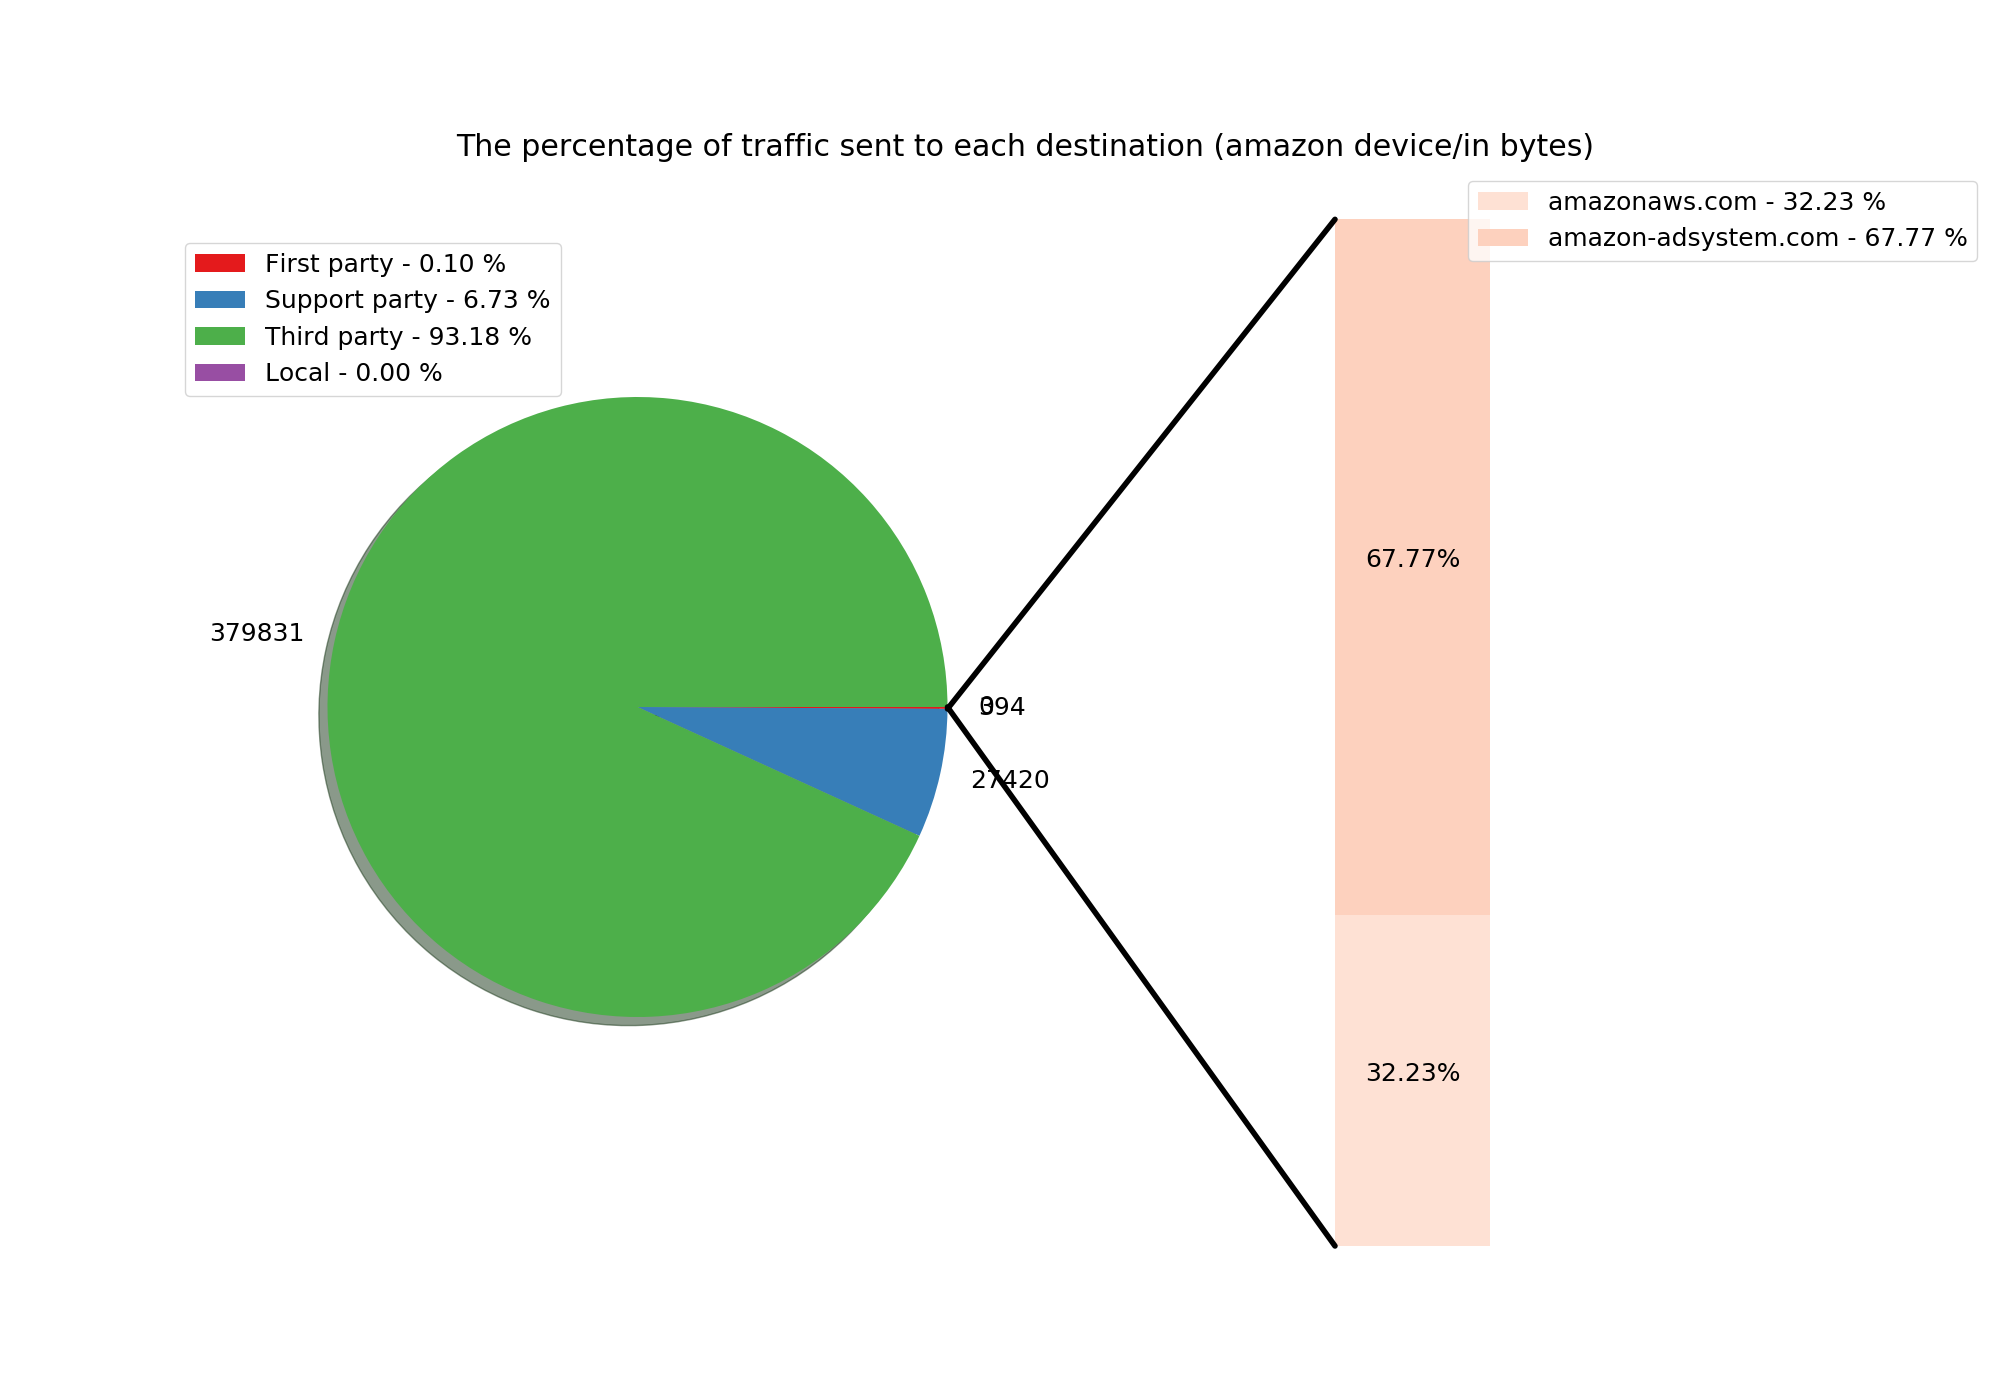 The percentage of traffic sent to each destination (amazon device/in bytes)
amazonaws.com - 32.23 %
amazon-adsystem.com - 67.77 %
First party - 0.10 %
Support party - 6.73 %
Third party - 93.18 %
Local - 0.00 %
67.77%
379831
0
394
27420
32.23%